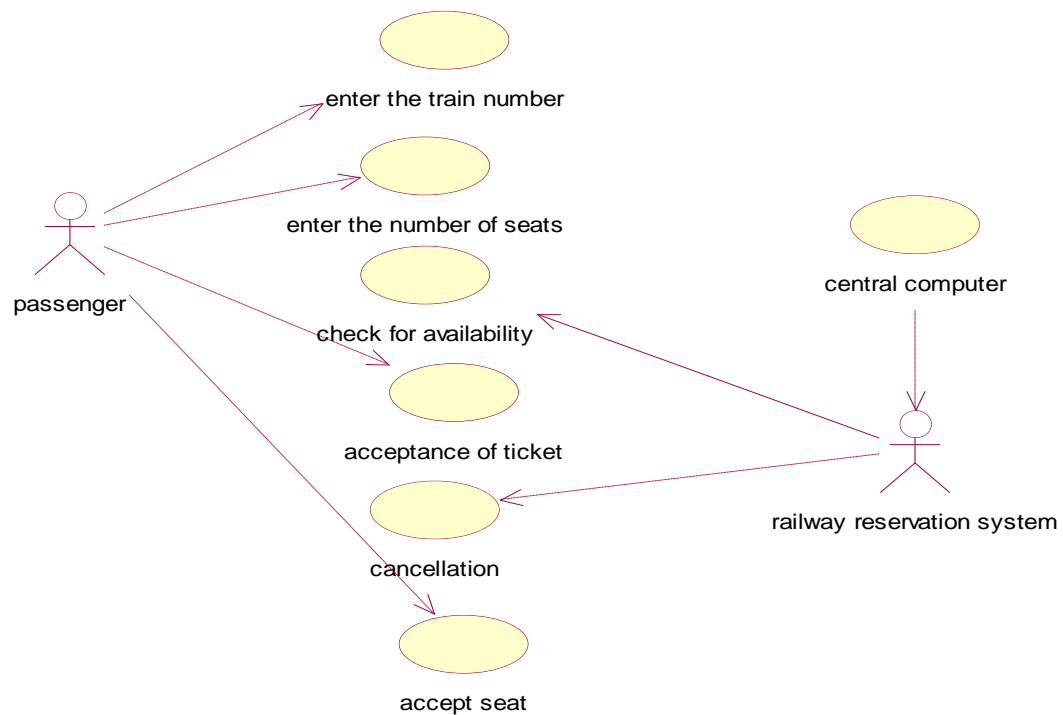 enter the train number
enter the number of seats
passenger
central computer
check for availability
acceptance of ticket
railway reservation system
cancellation
accept seat